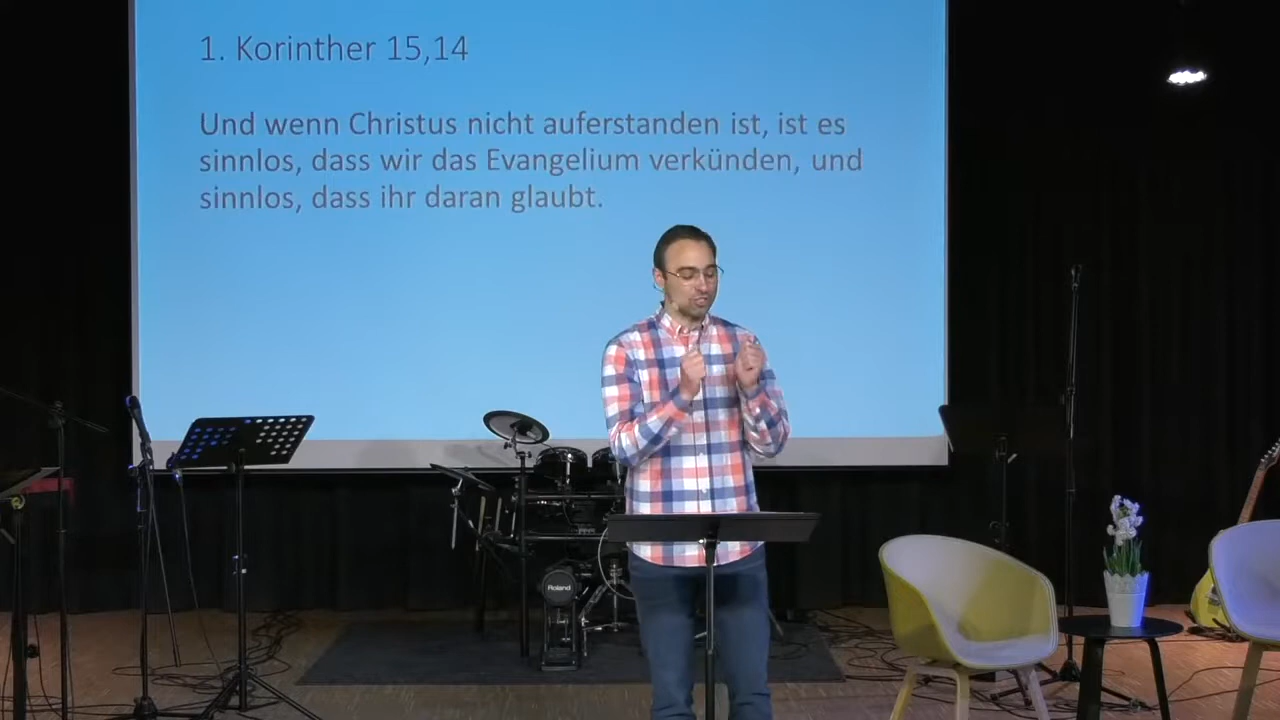 1. Korinther 15,14
Und wenn Christus nicht auferstanden ist, ist es
sinnlos, dass wir das Evangelium verkünden, und
sinnlos, dass ihr daran glaubt.
Roland